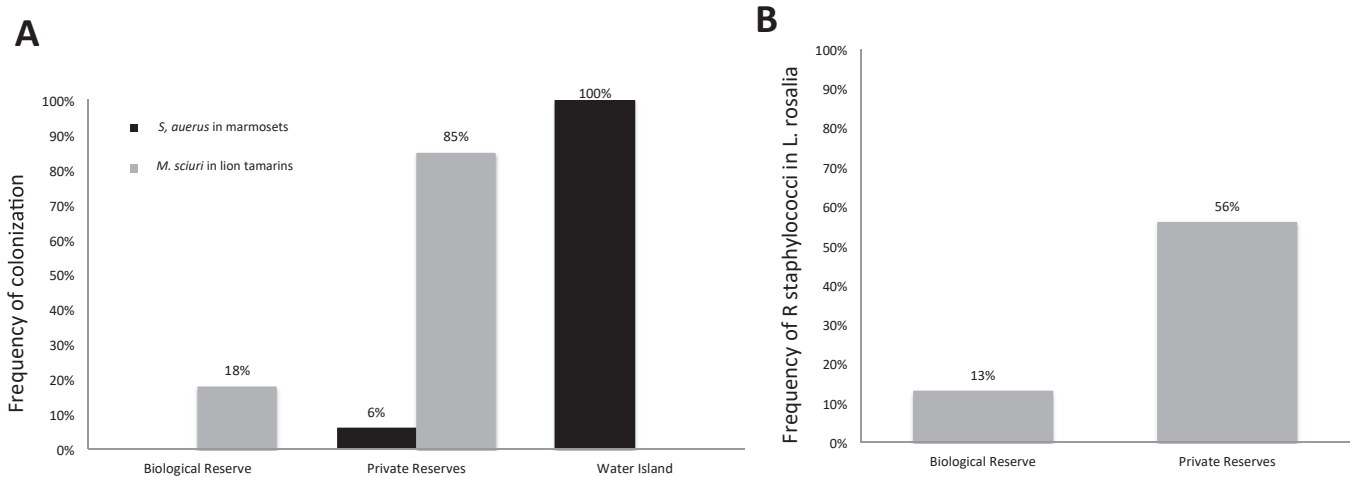 A
Frequency of colonization
100%
90%
80%
70%
60%
50%
40%
30%
20%
10%
0%
S, auerus in marmosets
M. sciuri in lion tamarins
18%
6%
85%
100%
Biological Reserve
Private Reserves
Water Island
B
Frequency of R staphylococci in L. rosalia
100%
90%
80%
70%
60%
50%
40%
30%
20%
10%
0%
13%
56%
Biological Reserve
Private Reserves